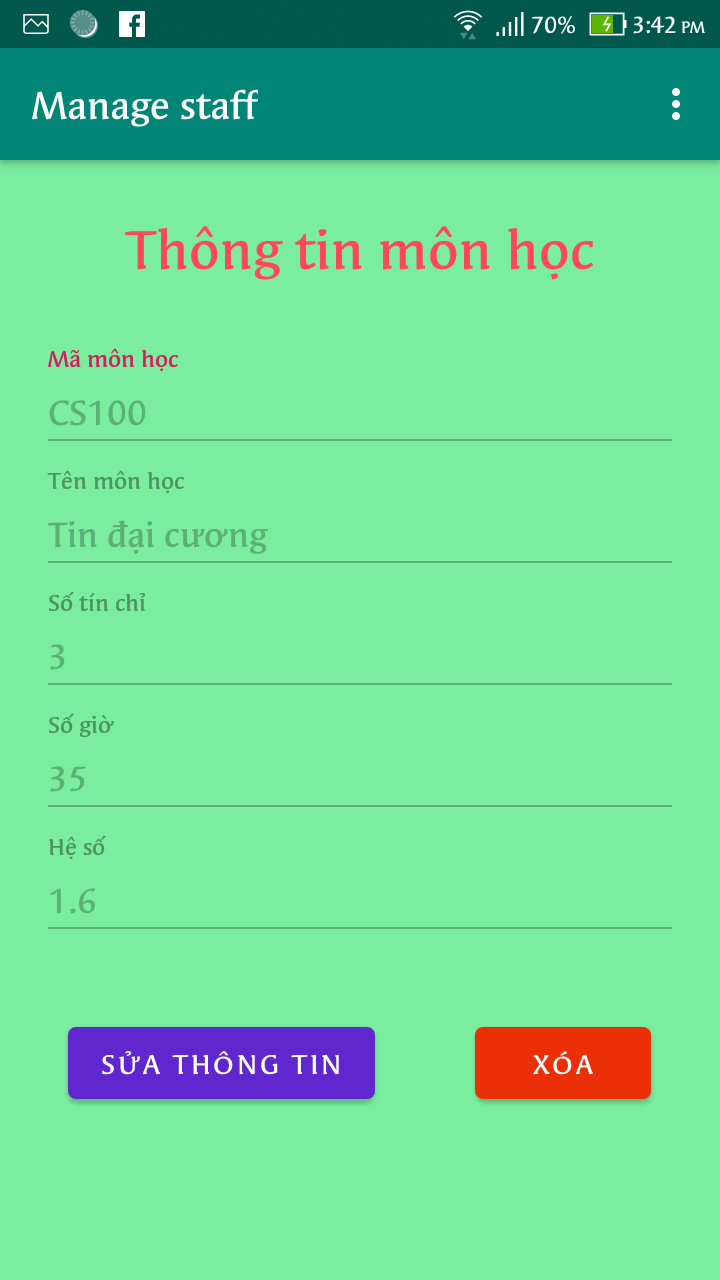 70% 3:42 PM
Manage staff
Thông tin môn học
Mã môn học
CS100
Tên môn học
Tin đại cương
Số tín chỉ
3
Số giờ
35
Hệ số
1.6
SỬA THÔNG TIN XÓA